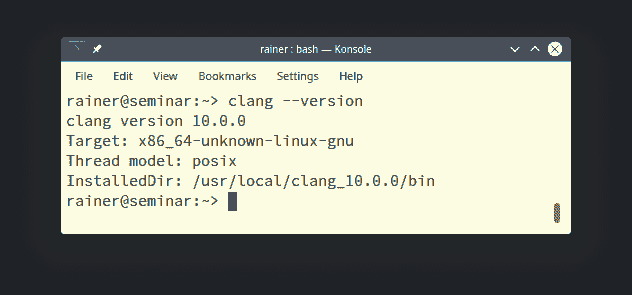 rainer : bash — Konsole
File Edit View Bookmarks Settings Help
rainer@seminar:~> clang --version
clang version 10.0.0
Target: x86_64-unknown-linux-gnu
Thread model: posix
InstalledDir: /usr/local/clang_10.0.0/bin
rainer@seminar:~>